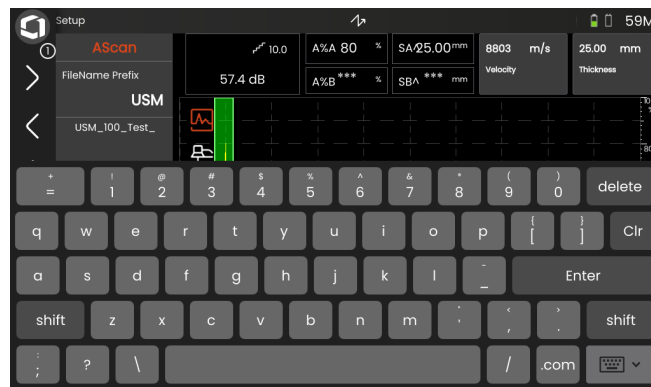 Setup
59M
1
AScan
10.0
57.4 dB
A%A 80 %
SA 25.00 mm
8803 m/s
Velocity
25.00 mm
Thickness
FileName Prefix
USM
A%B *** %
SB^ *** mm
USM_100_Test_
+ ! @ # $ % ^ & * ( )
= 1 2 3 4 5 6 7 8 9 0 delete
{ }
q w e r t y u i o p [ ] Clr
a s d f g h j k l - _ Enter
< >
shift z x c v b n m , . shift
: ; ? \ / .com